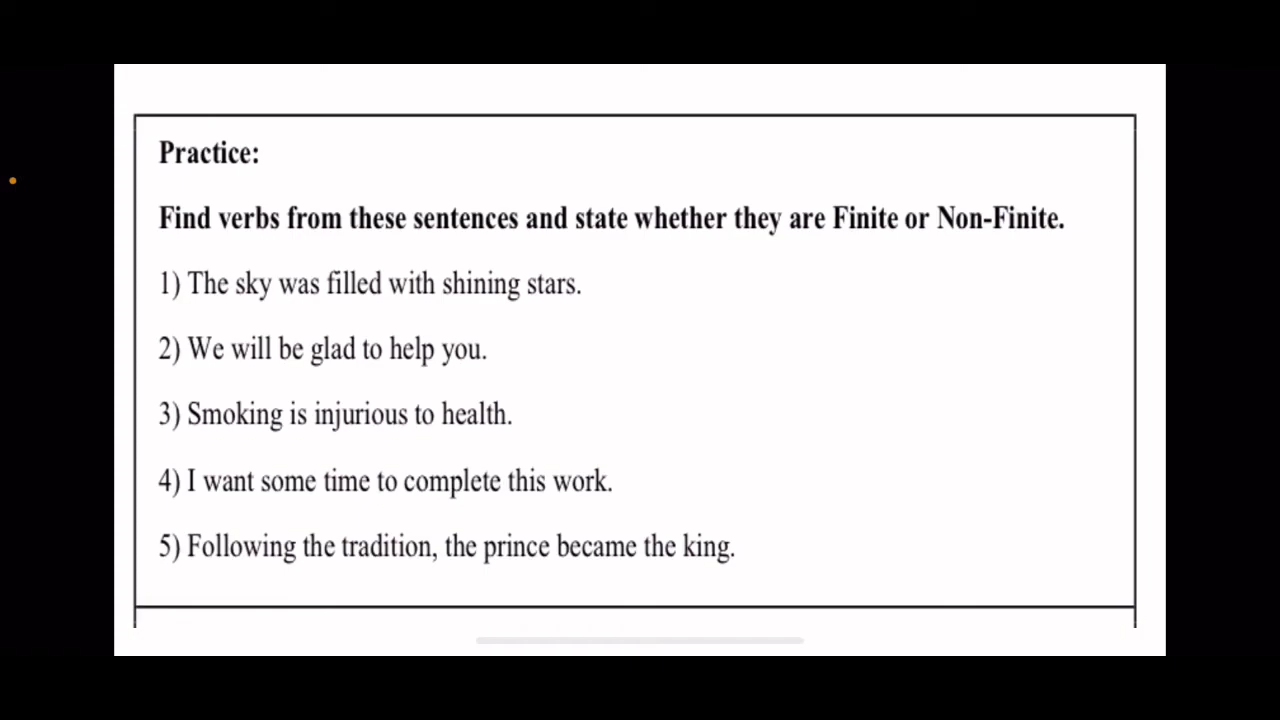 Practice:
Find verbs from these sentences and state whether they are Finite or Non-Finite.
1) The sky was filled with shining stars.
2) We will be glad to help you.
3) Smoking is injurious to health.
4) I want some time to complete this work.
5) Following the tradition, the prince became the king.